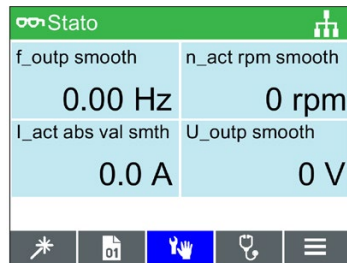 Stato
f_outp smooth
0.00 Hz
n_act rpm smooth
0 rpm
I_act abs val smth
0.0 A
U_outp smooth
0 V
01